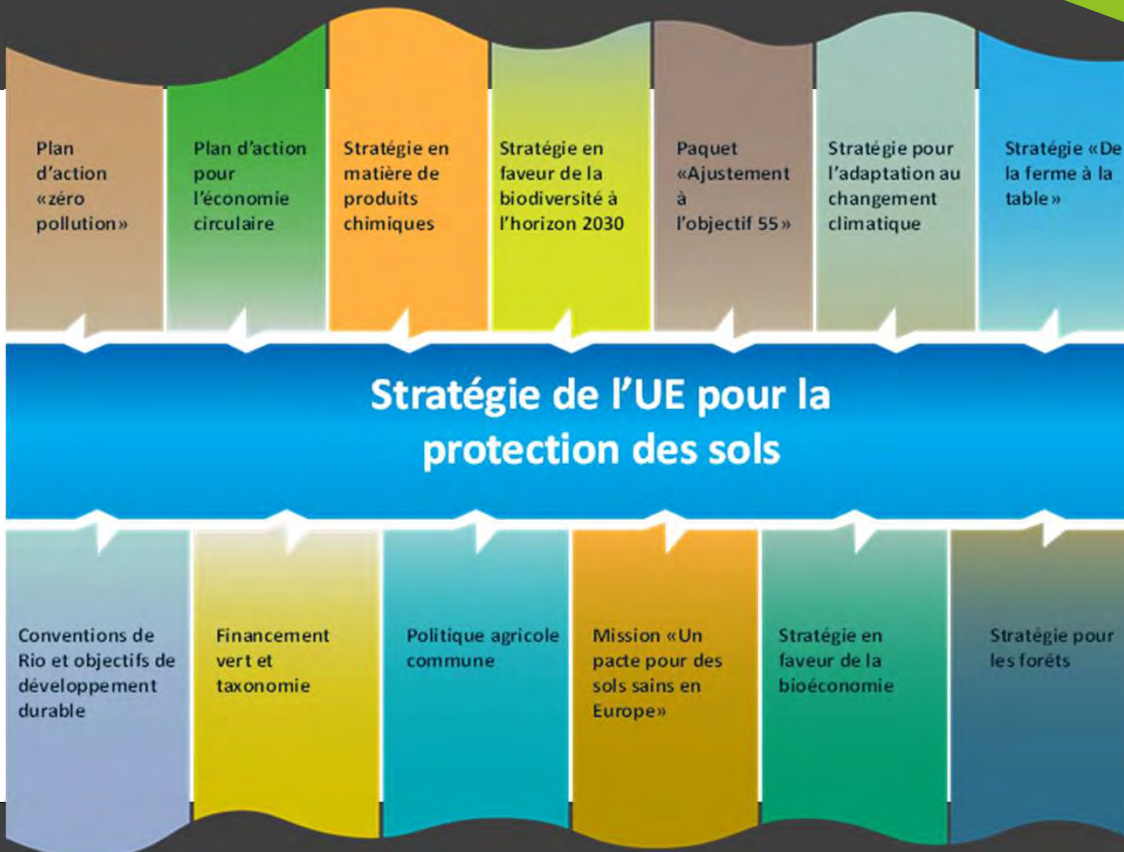 Plan
d'action
«zéro
pollution»
Plan d'action
pour
l'économie
circulaire
Stratégie en
matière de
produits
chimiques
Stratégie en
faveur de la
biodiversité à
l'horizon 2030
Paquet
«Ajustement
à
l'objectif 55»
Stratégie pour
l'adaptation au
changement
climatique
Stratégie «De
la ferme à la
table»
Stratégie de l'UE pour la
protection des sols
Conventions de
Rio et objectifs de
développement
durable
Financement
vert et
taxonomie
Politique agricole
commune
Mission «Un
pacte pour des
sols sains en
Europe»
Stratégie en
faveur de la
bioéconomie
Stratégie pour
les forêts